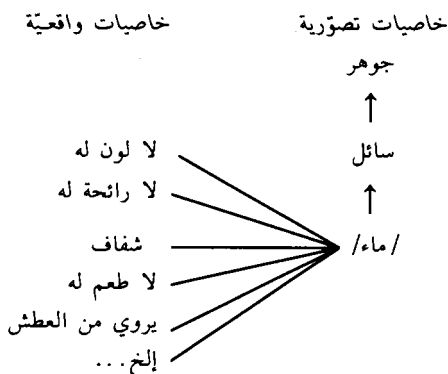 خاصيات تصوّرية
خاصيات واقعيّة
جوهر
سائل
/ماء/
لا لون له
لا رائحة له
شفاف
لا طعم له
يروي من العطش
إلخ...